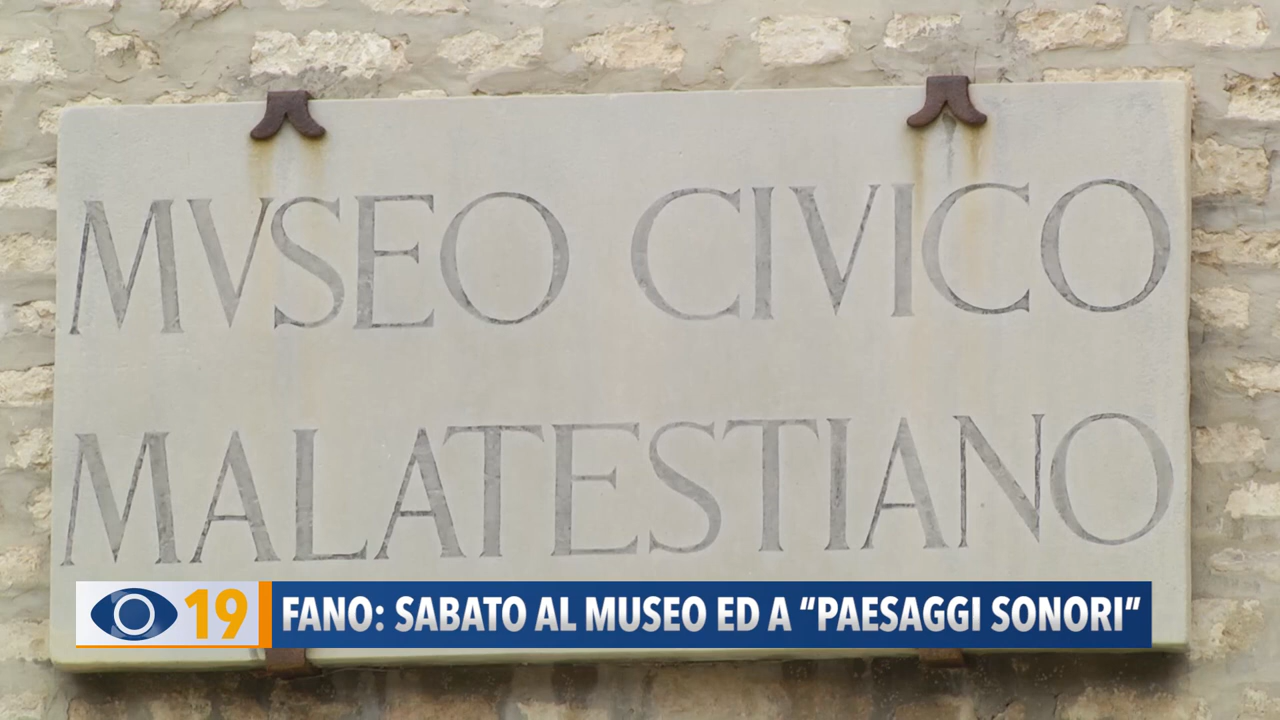 MVSEO CIVICO
MALATESTIANO
19 FANO: SABATO AL MUSEO ED A “PAESAGGI SONORI”